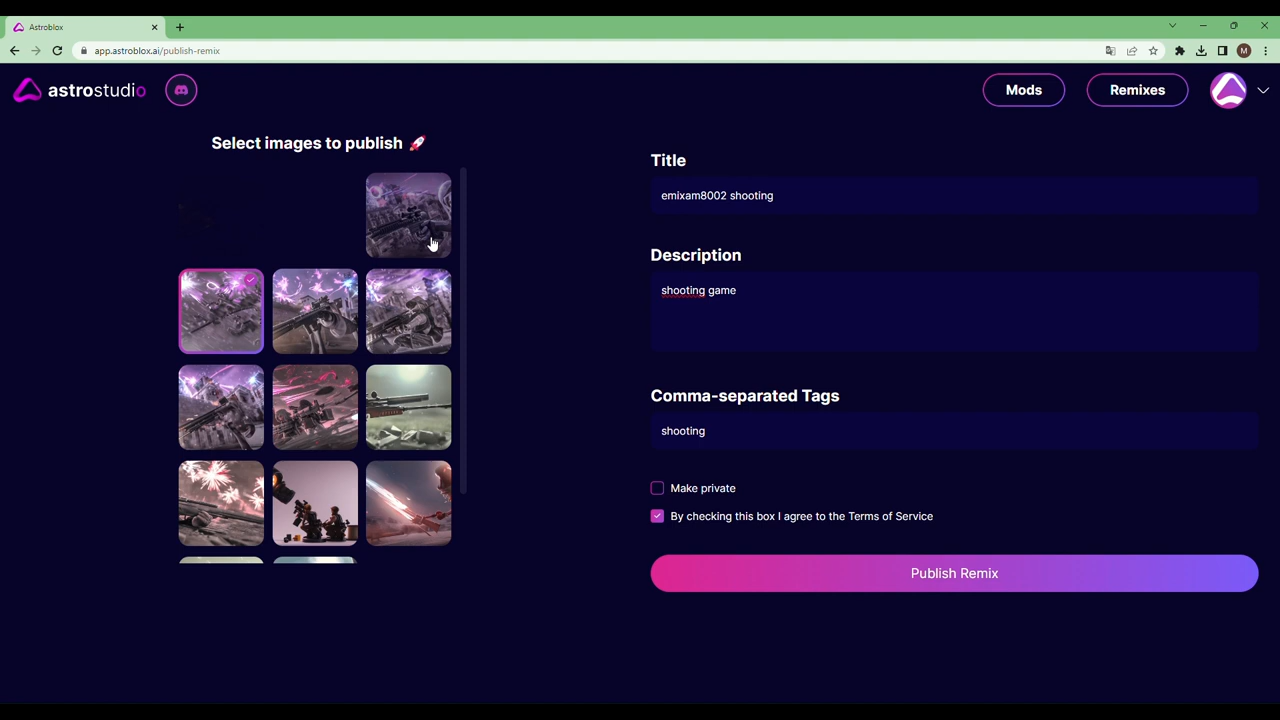 Astroblox
app.astroblox.ai/publish-remix
M
astrostudio
Mods
Remixes
Select images to publish 🚀
Title
emixam8002 shooting
Description
shooting game
Comma-separated Tags
shooting
Make private
By checking this box I agree to the Terms of Service
Publish Remix